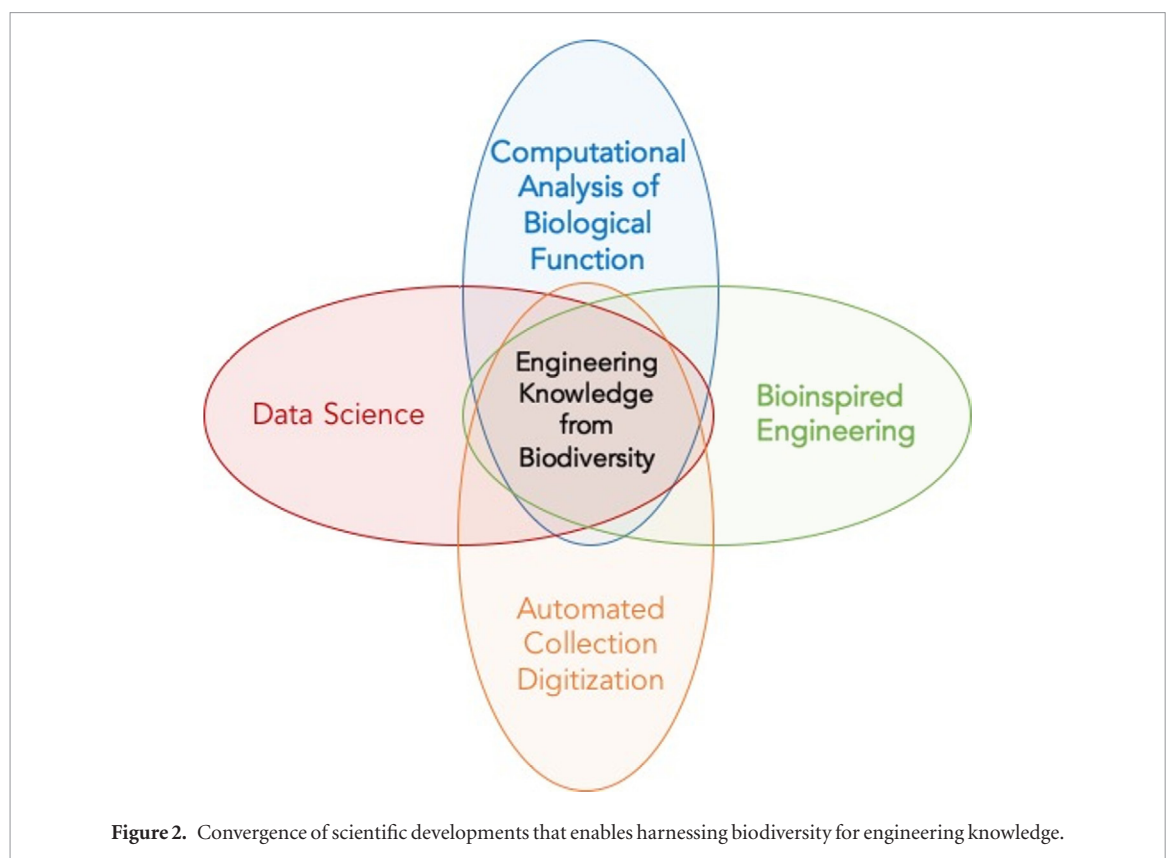 Computational
Analysis of
Biological
Function
Engineering
Knowledge
from
Biodiversity
Data Science
Bioinspired
Engineering
Automated
Collection
Digitization
Figure 2. Convergence of scientific developments that enables harnessing biodiversity for engineering knowledge.